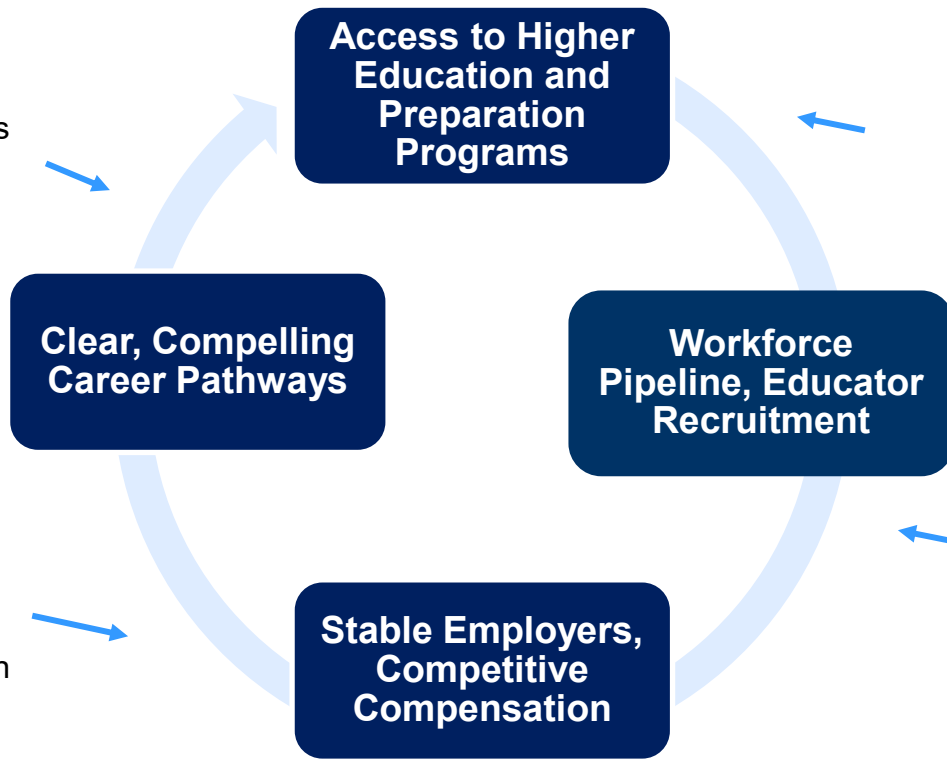 Access to Higher
Education and
Preparation
Programs
s
Clear, Compelling
Career Pathways
Workforce
Pipeline, Educator
Recruitment
Stable Employers,
Competitive
Compensation
n